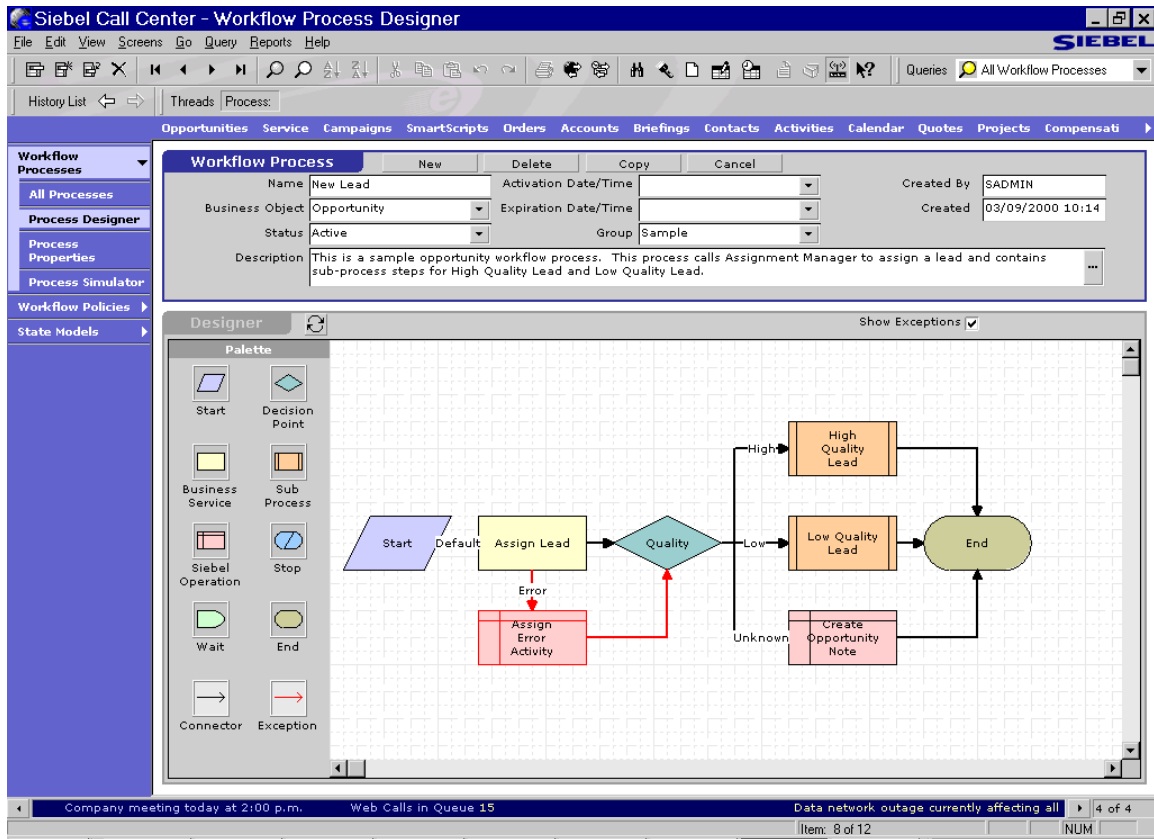 Siebel Call Center - Workflow Process Designer
File Edit View Screens Go Query Reports Help
SIEBEL
Queries All Workflow Processes
History List Threads Process:
Opportunities Service Campaigns SmartScripts Orders Accounts Briefings Contacts Activities Calendar Quotes Projects Compensati
Workflow
Processes
All Processes
Process Designer
Process
Properties
Process Simulator
Workflow Policies
State Models
Workflow Process New Delete Copy Cancel
Name New Lead Activation Date/Time Created By SADMIN
Business Object Opportunity Expiration Date/Time Created 03/09/2000 10:14
Status Active Group Sample
Description This is a sample opportunity workflow process. This process calls Assignment Manager to assign a lead and contains
sub-process steps for High Quality Lead and Low Quality Lead.
...
Designer Show Exceptions
Palette
Start Decision
Point
Business
Service
Sub
Process
Siebel
Operation
Stop
Wait End
Connector Exception
Start
Default
Assign Lead
Error
Assign
Error
Activity
Quality
High
High
Quality
Lead
Low
Low Quality
Lead
Unknown
Create
Opportunity
Note
End
Company meeting today at 2:00 p.m. Web Calls in Queue 15 Data network outage currently affecting all 4 of 4
Item: 8 of 12 NUM